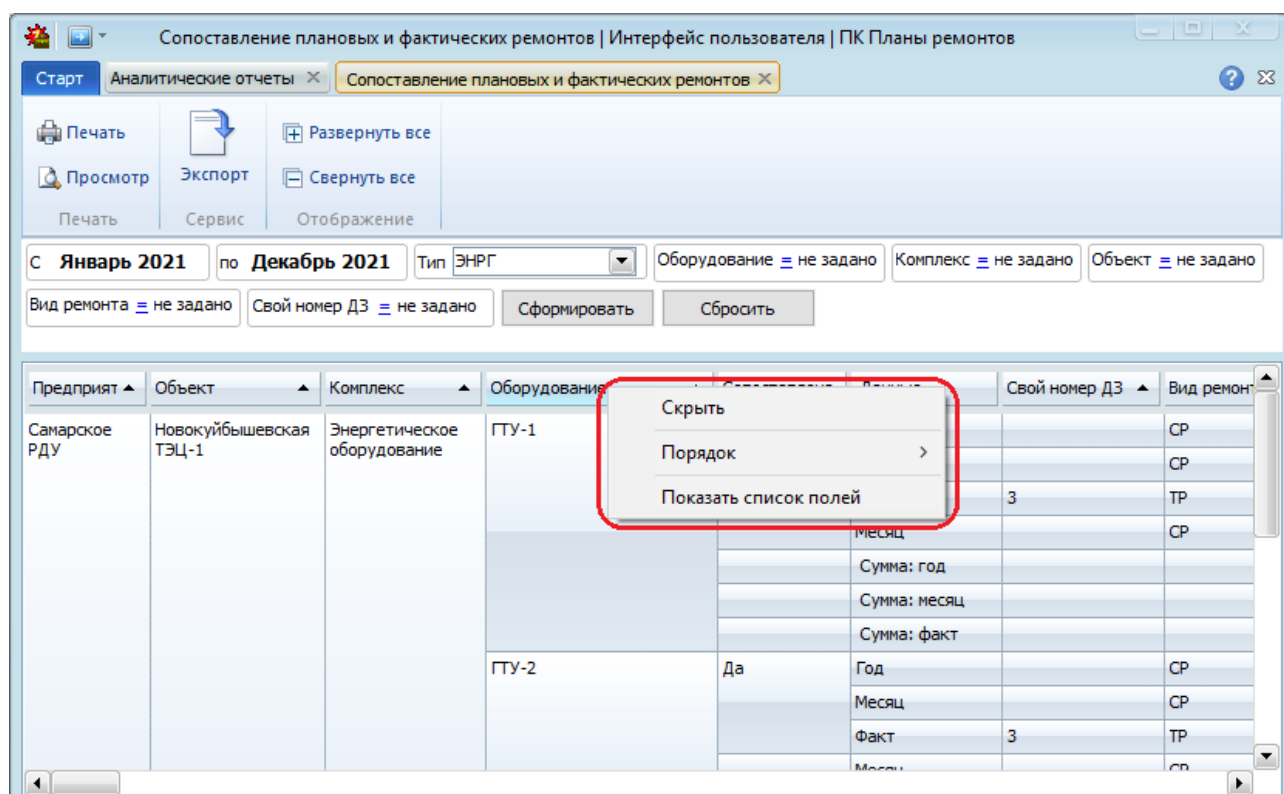 Сопоставление плановых и фактических ремонтов | Интерфейс пользователя | ПК Планы ремонтов
Старт Аналитические отчеты Сопоставление плановых и фактических ремонтов
Печать Экспорт Развернуть все
Просмотр Свернуть все
Печать Сервис Отображение
С Январь 2021 по Декабрь 2021 Тип ЭНРГ Оборудование = не задано Комплекс = не задано Объект = не задано
Вид ремонта = не задано Свой номер ДЗ = не задано Сформировать Сбросить
Предприят Объект Комплекс Оборудование Свой номер ДЗ Вид ремонт
Скрыть
Порядок
Показать список полей
Самарское Новокуйбышевская Энергетическое ГТУ-1 СР
РДУ ТЭЦ-1 оборудование
СР
3 ТР
Месяц СР
Сумма: год
Сумма: месяц
Сумма: факт
ГТУ-2 Да Год СР
Месяц СР
Факт 3 ТР
Месяц СР